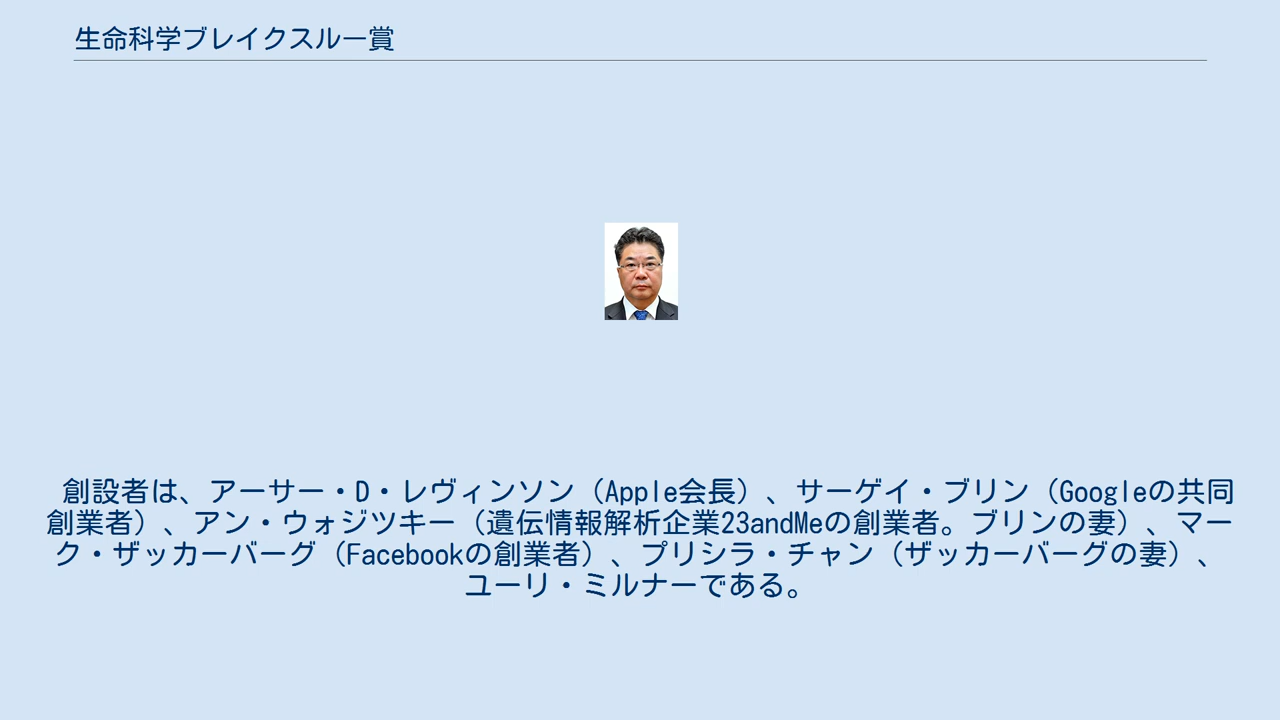 生命科学ブレイクスルー賞
創設者は、アーサー・D・レヴィンソン（Apple会長）、サーゲイ・ブリン（Googleの共同
創業者）、アン・ウォジツキー（遺伝情報解析企業23andMeの創業者。ブリンの妻）、マー
ク・ザッカーバーグ（Facebookの創業者）、プリシラ・チャン（ザッカーバーグの妻）、
ユーリ・ミルナーである。